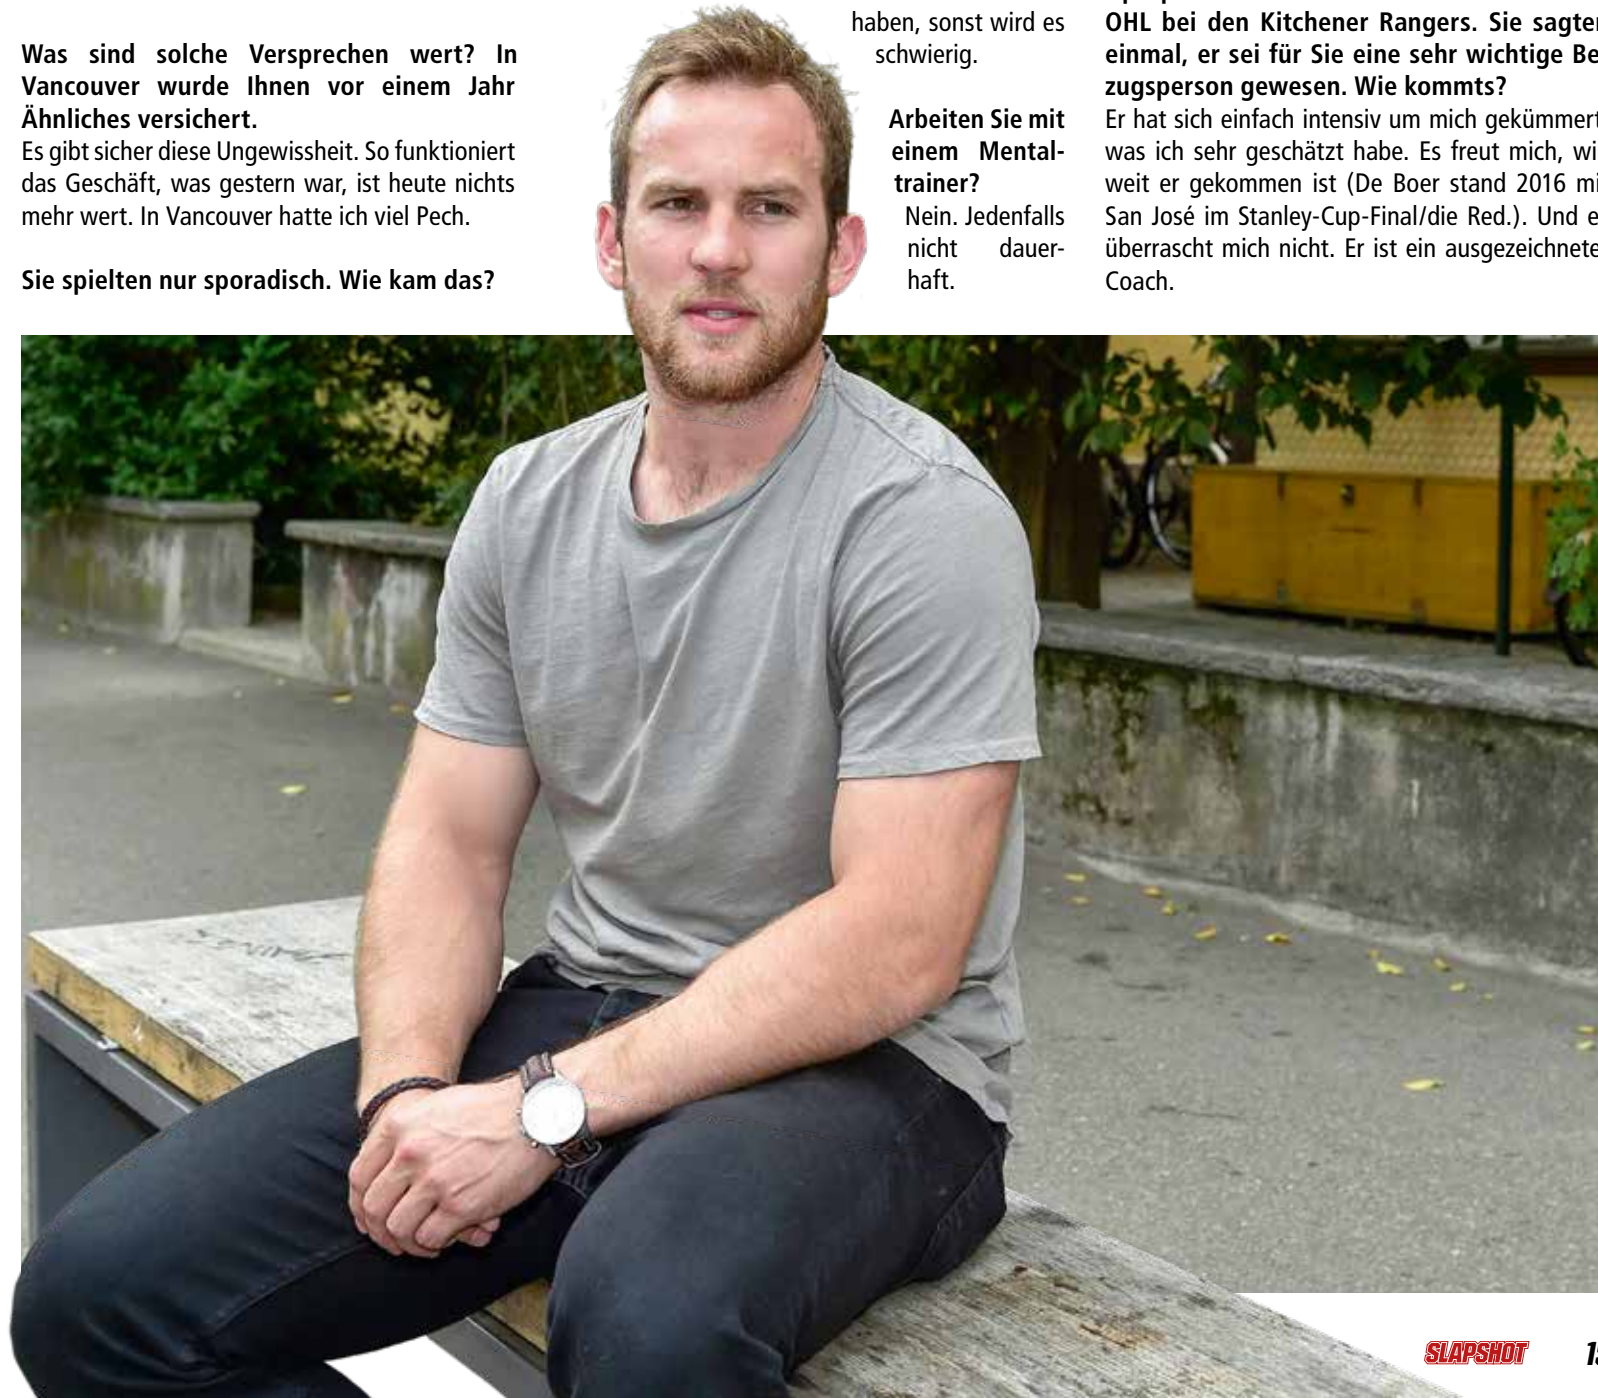 Was sind solche Versprechen wert? In
Vancouver wurde Ihnen vor einem Jahr
Ähnliches versichert.
Es gibt sicher diese Ungewissheit. So funktioniert
das Geschäft, was gestern war, ist heute nichts
mehr wert. In Vancouver hatte ich viel Pech.
Sie spielten nur sporadisch. Wie kam das?
haben, sonst wird es
schwierig.
Arbeiten Sie mit
einem Mental-
trainer?
Nein. Jedenfalls
nicht dauer-
haft.
OHL bei den Kitchener Rangers. Sie sagten
einmal, er sei für Sie eine sehr wichtige Be
zugsperson gewesen. Wie kommts?
Er hat sich einfach intensiv um mich gekümmert
was ich sehr geschätzt habe. Es freut mich, wi
weit er gekommen ist (De Boer stand 2016 mi
San José im Stanley-Cup-Final/die Red.). Und e
überrascht mich nicht. Er ist ein ausgezeichnete
Coach.
SLAPSHOT